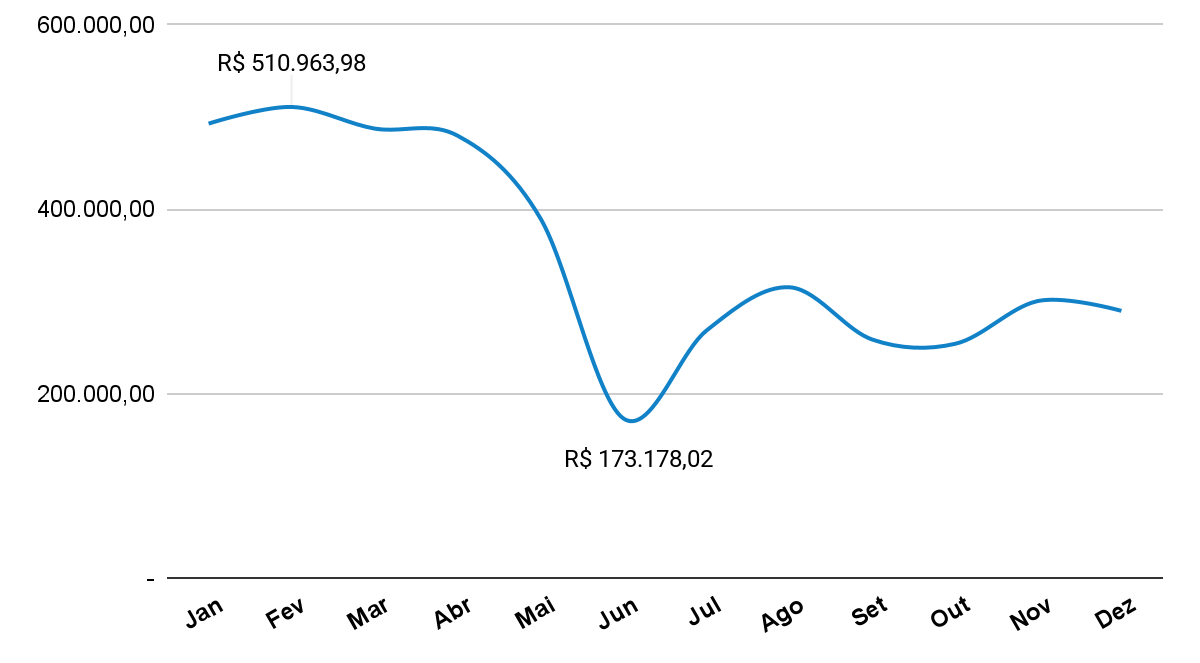 600.000,00
R$ 510.963,98
400.000,00
200.000,00
R$ 173.178,02
-
Jan Fev Mar Abr Mai Jun Jul Ago Set Out Nov Dez